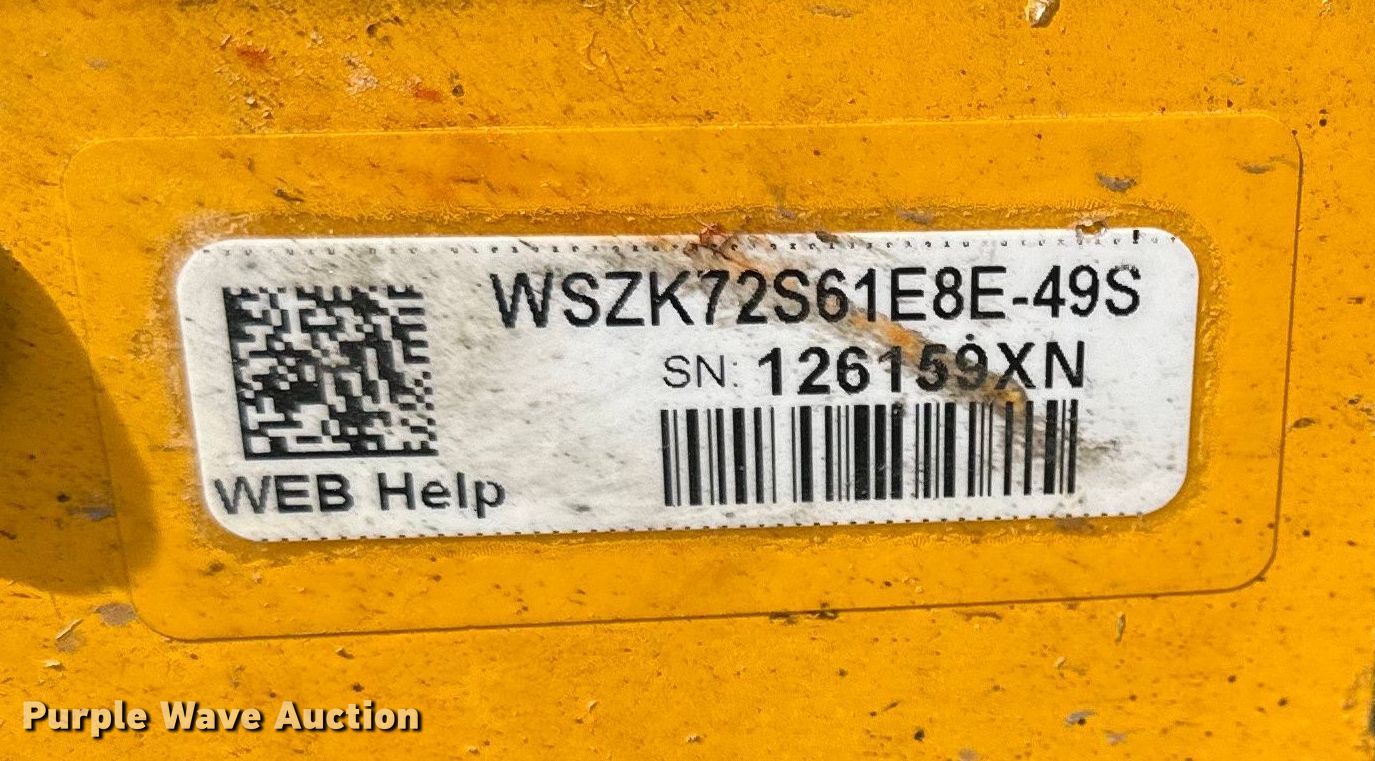 WSZK72S61E8E-49S
SN: 126159XN
WEB Help
Purple Wave Auction